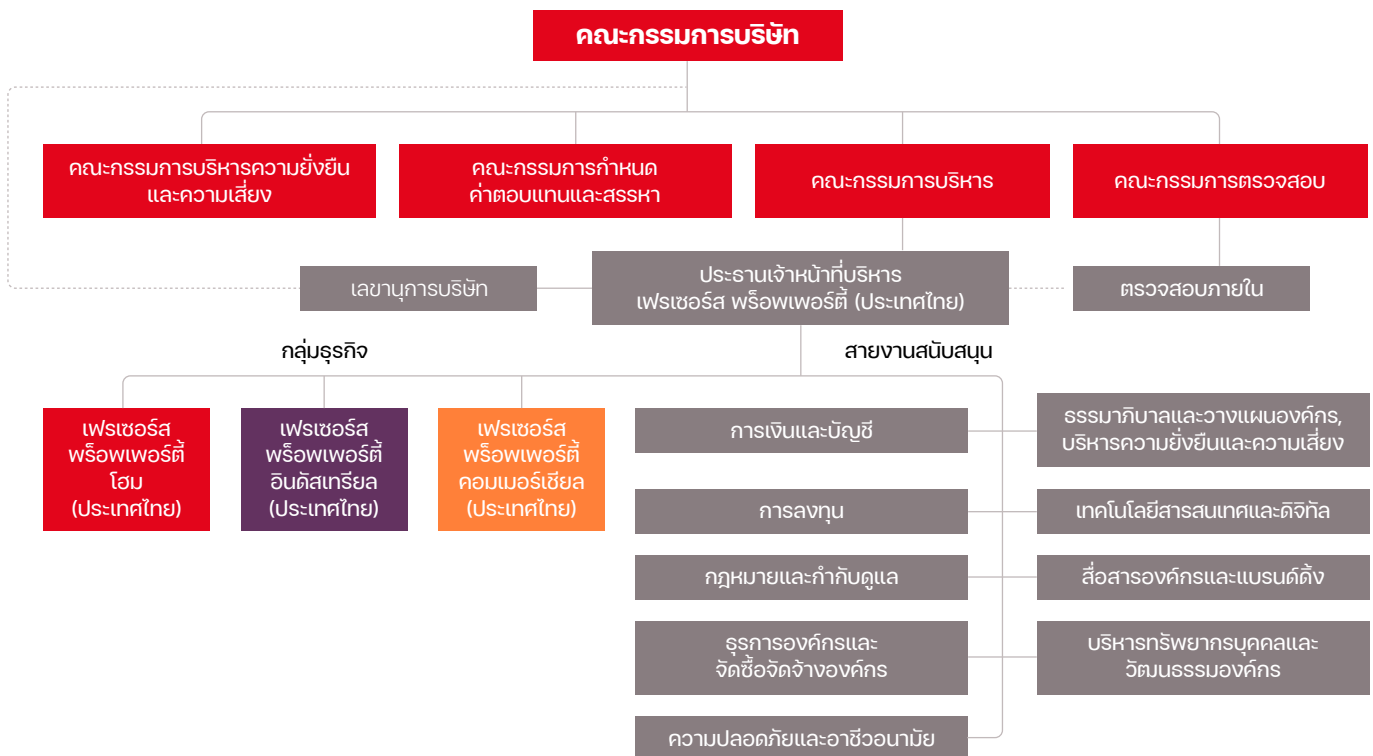 คณะกรรมการบริษัท
คณะกรรมการบริหารความยั่งยืน
และความเสี่ยง
คณะกรรมการกำหนด
ค่าตอบแทนและสรรหา
คณะกรรมการบริหาร
คณะกรรมการตรวจสอบ
เลขานุการบริษัท
ประธานเจ้าหน้าที่บริหาร
เฟรเซอร์ส พร็อพเพอร์ตี้ (ประเทศไทย)
ตรวจสอบภายใน
กลุ่มธุรกิจ
สายงานสนับสนุน
เฟรเซอร์ส
พร็อพเพอร์ตี้
โฮม
(ประเทศไทย)
เฟรเซอร์ส
พร็อพเพอร์ตี้
อินดัสเทรียล
(ประเทศไทย)
เฟรเซอร์ส
พร็อพเพอร์ตี้
คอมเมอร์เชียล
(ประเทศไทย)
การเงินและบัญชี
ธรรมาภิบาลและวางแผนองค์กร,
บริหารความยั่งยืนและความเสี่ยง
การลงทุน
เทคโนโลยีสารสนเทศและดิจิทัล
กฎหมายและกำกับดูแล
สื่อสารองค์กรและแบรนด์ดิ้ง
ธุรการองค์กรและ
จัดซื้อจัดจ้างองค์กร
บริหารทรัพยากรบุคคลและ
วัฒนธรรมองค์กร
ความปลอดภัยและอาชีวอนามัย